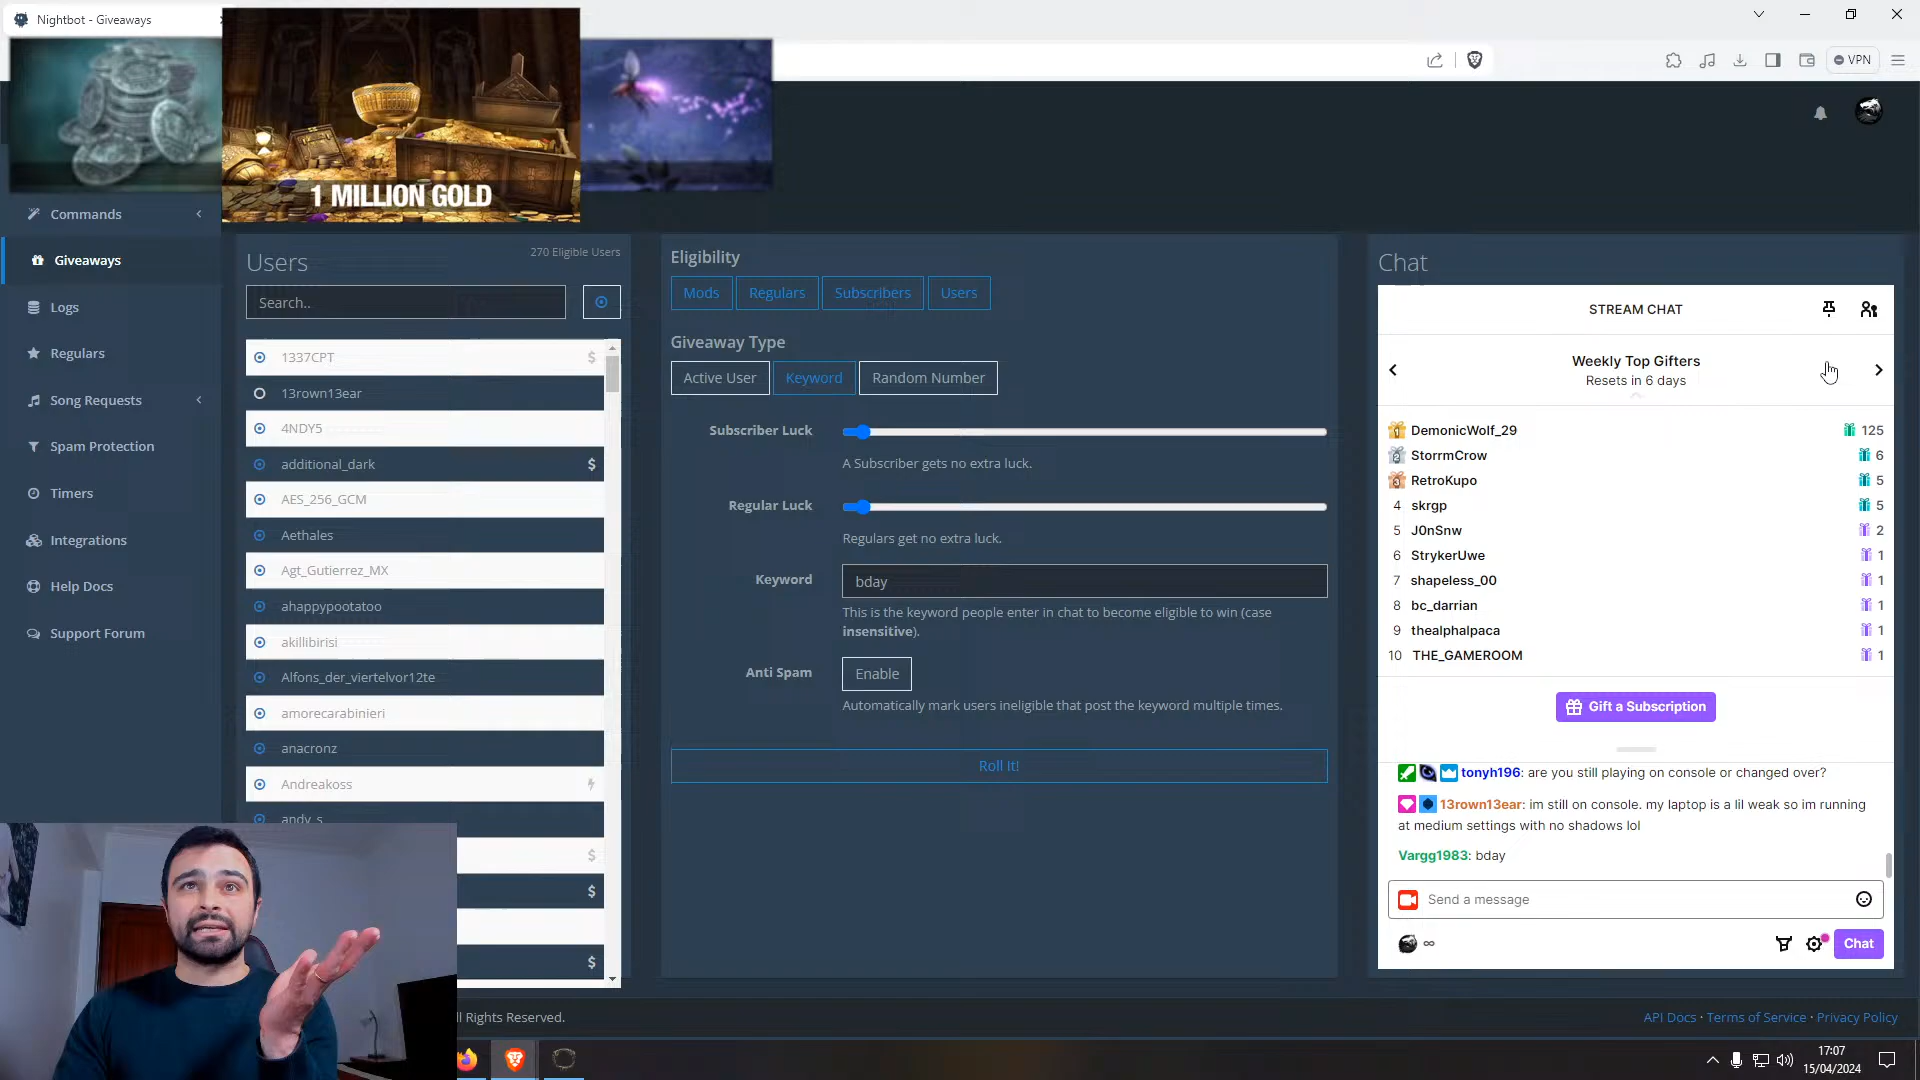 Nightbot - Giveaways
VPN
1 MILLION GOLD
Commands
Giveaways
Logs
Regulars
Song Requests
Spam Protection
Timers
Integrations
Help Docs
Support Forum
Users
270 Eligible Users
Search..
1337CPT
$
13rown13ear
4NDY5
additional_dark
$
AES_256_GCM
Aethales
Agt_Gutierrez_MX
ahappypootatoo
akillibirisi
Alfons_der_viertelvor12te
amorecarabinieri
anacronz
Andreakoss
andy_s
$
$
$
Eligibility
Mods
Regulars
Subscribers
Users
Giveaway Type
Active User
Keyword
Random Number
Subscriber Luck
A Subscriber gets no extra luck.
Regular Luck
Regulars get no extra luck.
Keyword
bday
This is the keyword people enter in chat to become eligible to win (case
insensitive).
Anti Spam
Enable
Automatically mark users ineligible that post the keyword multiple times.
Roll It!
Chat
STREAM CHAT
Weekly Top Gifters
Resets in 6 days
1 DemonicWolf_29 125
2 StorrmCrow 6
3 RetroKupo 5
4 skrgp 5
5 J0nSnw 2
6 StrykerUwe 1
7 shapeless_00 1
8 bc_darrian 1
9 thealphalpaca 1
10 THE_GAMEROOM 1
Gift a Subscription
tonyh196: are you still playing on console or changed over?
13rown13ear: im still on console. my laptop is a lil weak so im running
at medium settings with no shadows lol
Vargg1983: bday
Send a message
∞
Chat
ll Rights Reserved.
API Docs · Terms of Service · Privacy Policy
17:07
15/04/2024